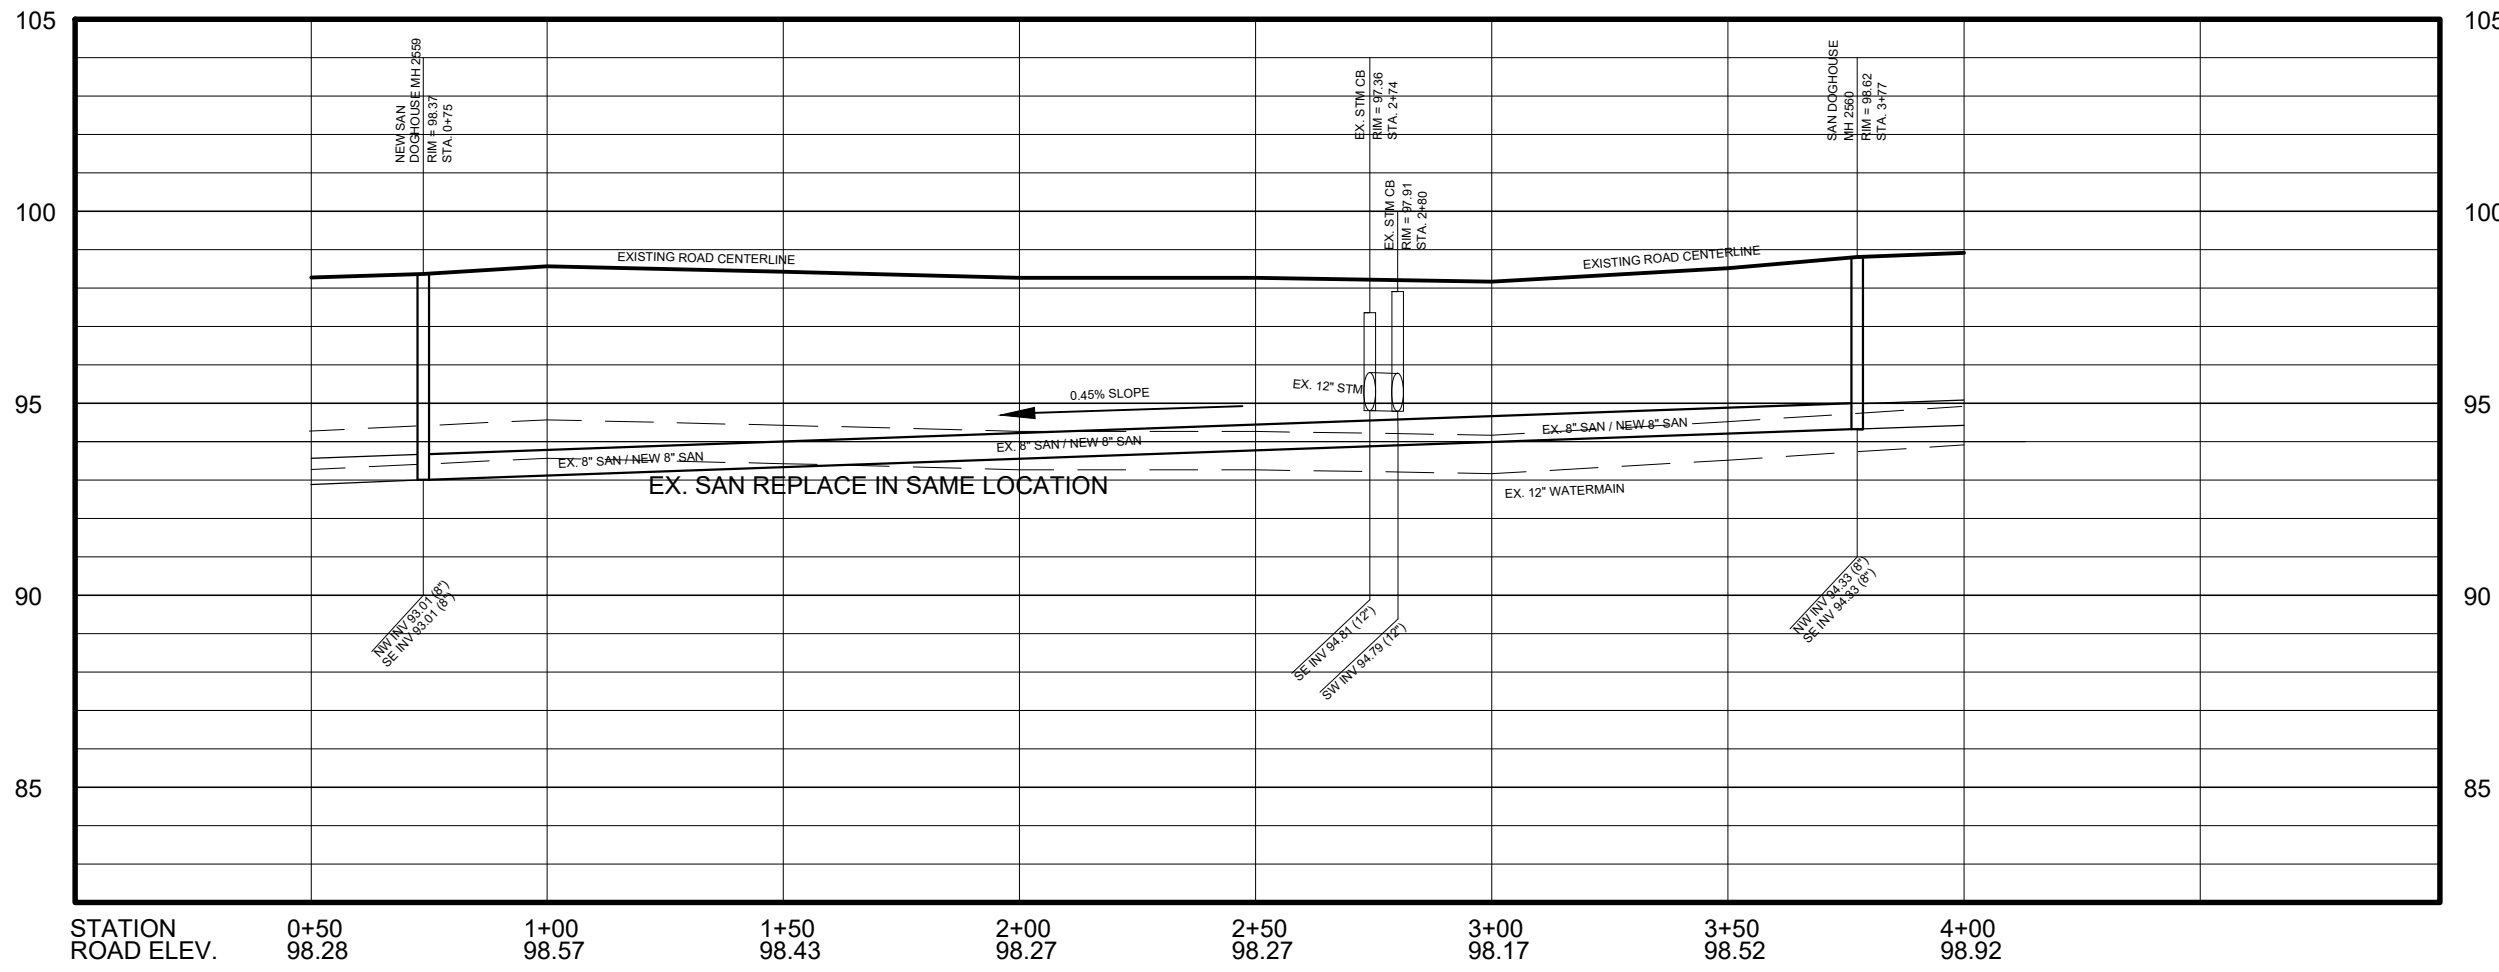 105
105
NEW SAN
DOGHOUSE MH 2559
RIM = 98.37
STA. 0+75
EX. STM CB
RIM = 97.36
STA. 2+74
SAN DOGHOUSE
MH 2560
RIM = 98.62
STA. 3+77
EX. STM CB
RIM = 97.91
STA. 2+80
100
100
EXISTING ROAD CENTERLINE
EXISTING ROAD CENTERLINE
0.45% SLOPE
EX. 12" STM
95
95
EX. 8" SAN / NEW 8" SAN
EX. 8" SAN / NEW 8" SAN
EX. 8" SAN / NEW 8" SAN
EX. SAN REPLACE IN SAME LOCATION
EX. 12" WATERMAIN
90
90
NW INV 93.01 (8")
SE INV 93.01 (8")
SE INV 94.81 (12")
SW INV 94.79 (12")
NW INV 94.33 (8")
SE INV 94.33 (8")
85
85
STATION 0+50 1+00 1+50 2+00 2+50 3+00 3+50 4+00
ROAD ELEV. 98.28 98.57 98.43 98.27 98.27 98.17 98.52 98.92